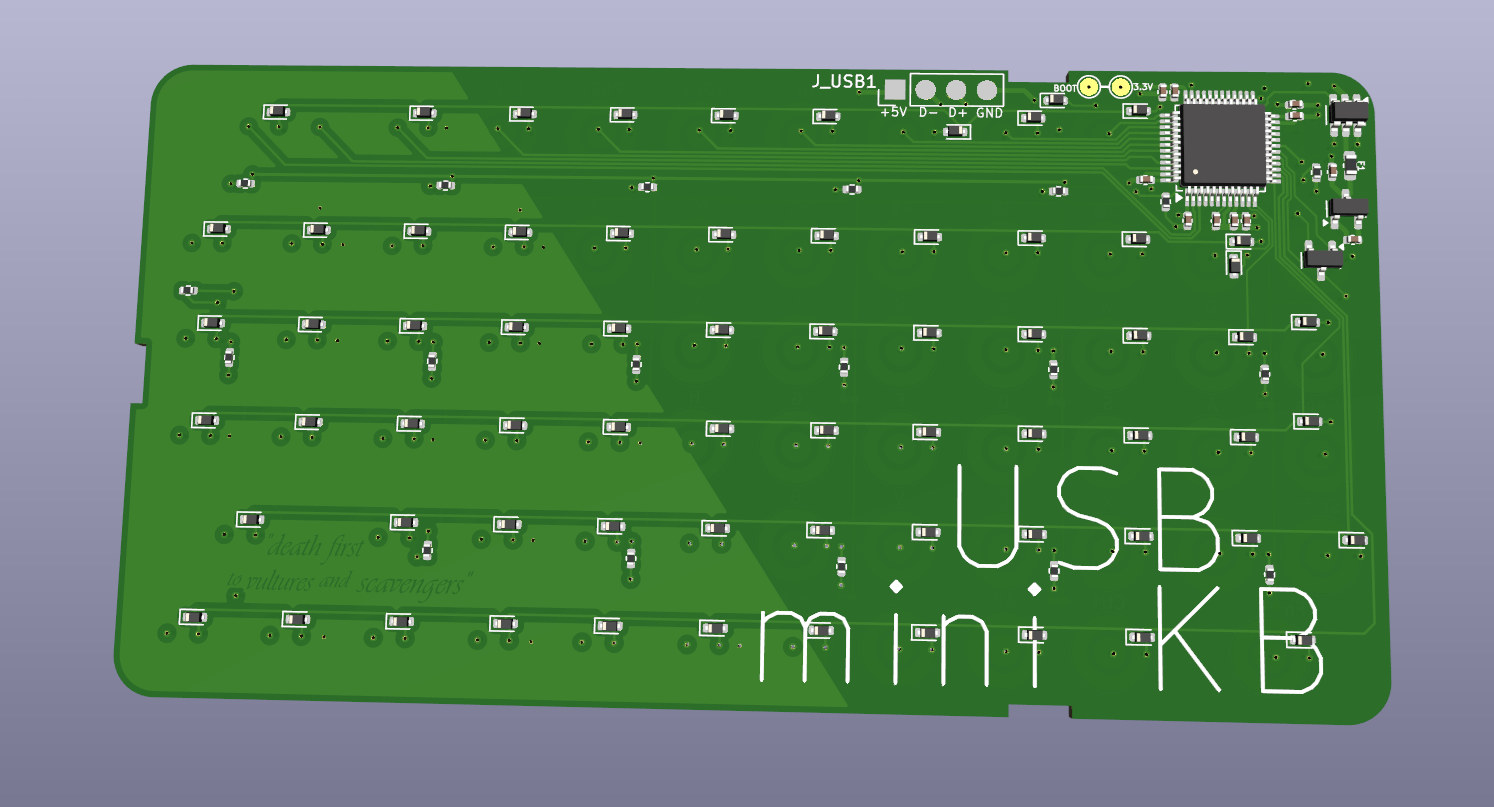 J_USB1
BOOT
3.3V
+5V D- D+ GND
USB
"death first
to vultures and scavengers"
mini KB